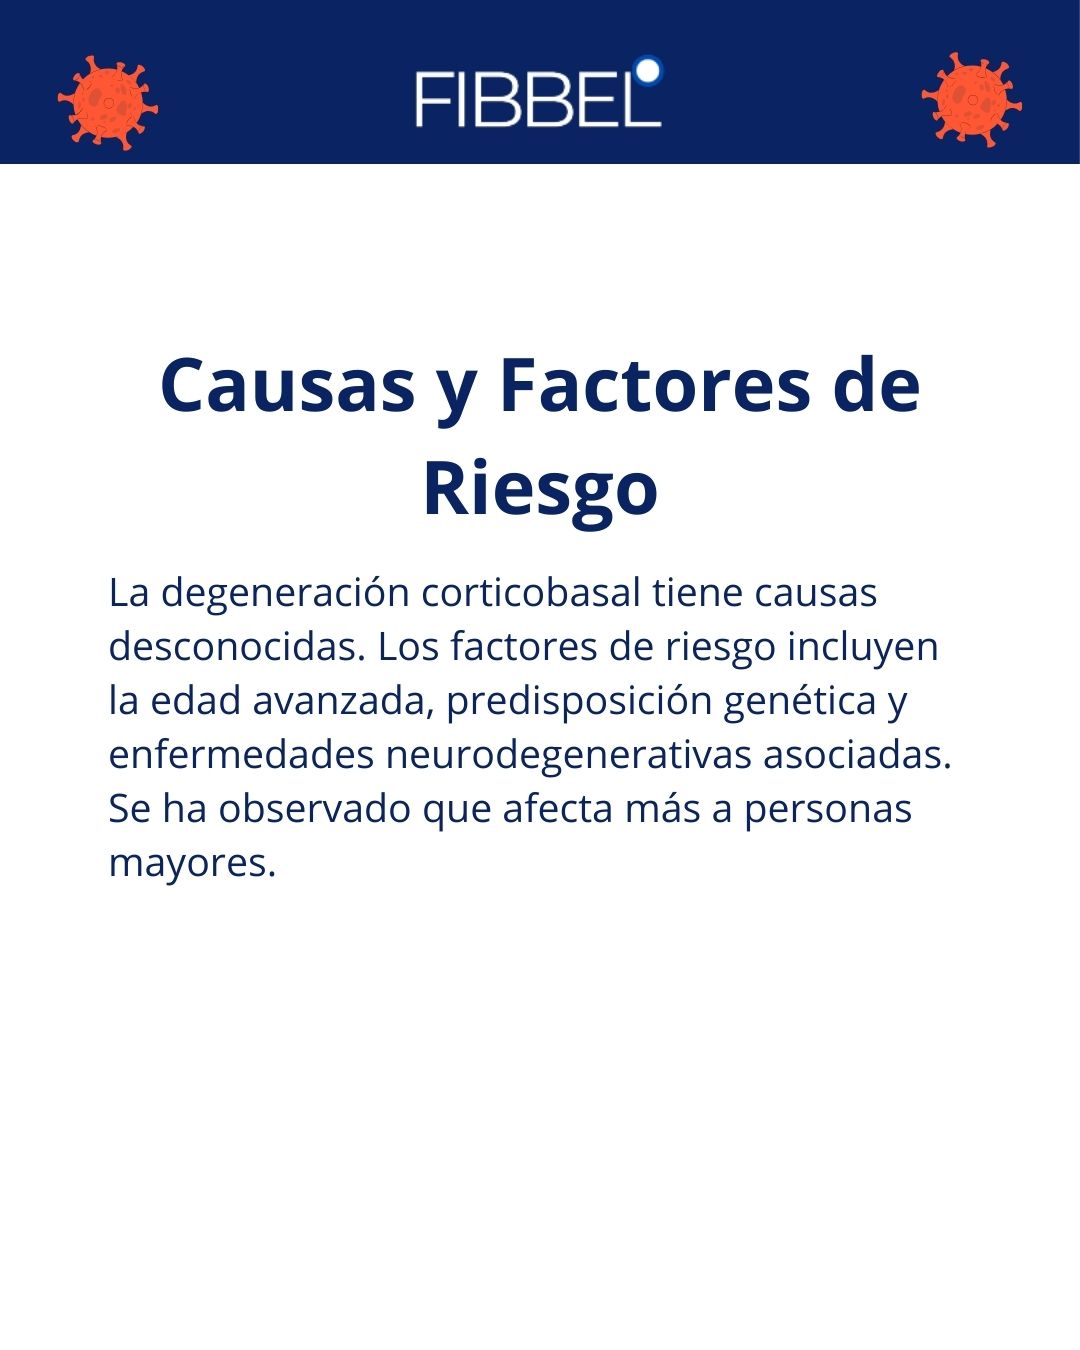 FIBBEL
Causas y Factores de
Riesgo
La degeneración corticobasal tiene causas
desconocidas. Los factores de riesgo incluyen
la edad avanzada, predisposición genética y
enfermedades neurodegenerativas asociadas.
Se ha observado que afecta más a personas
mayores.